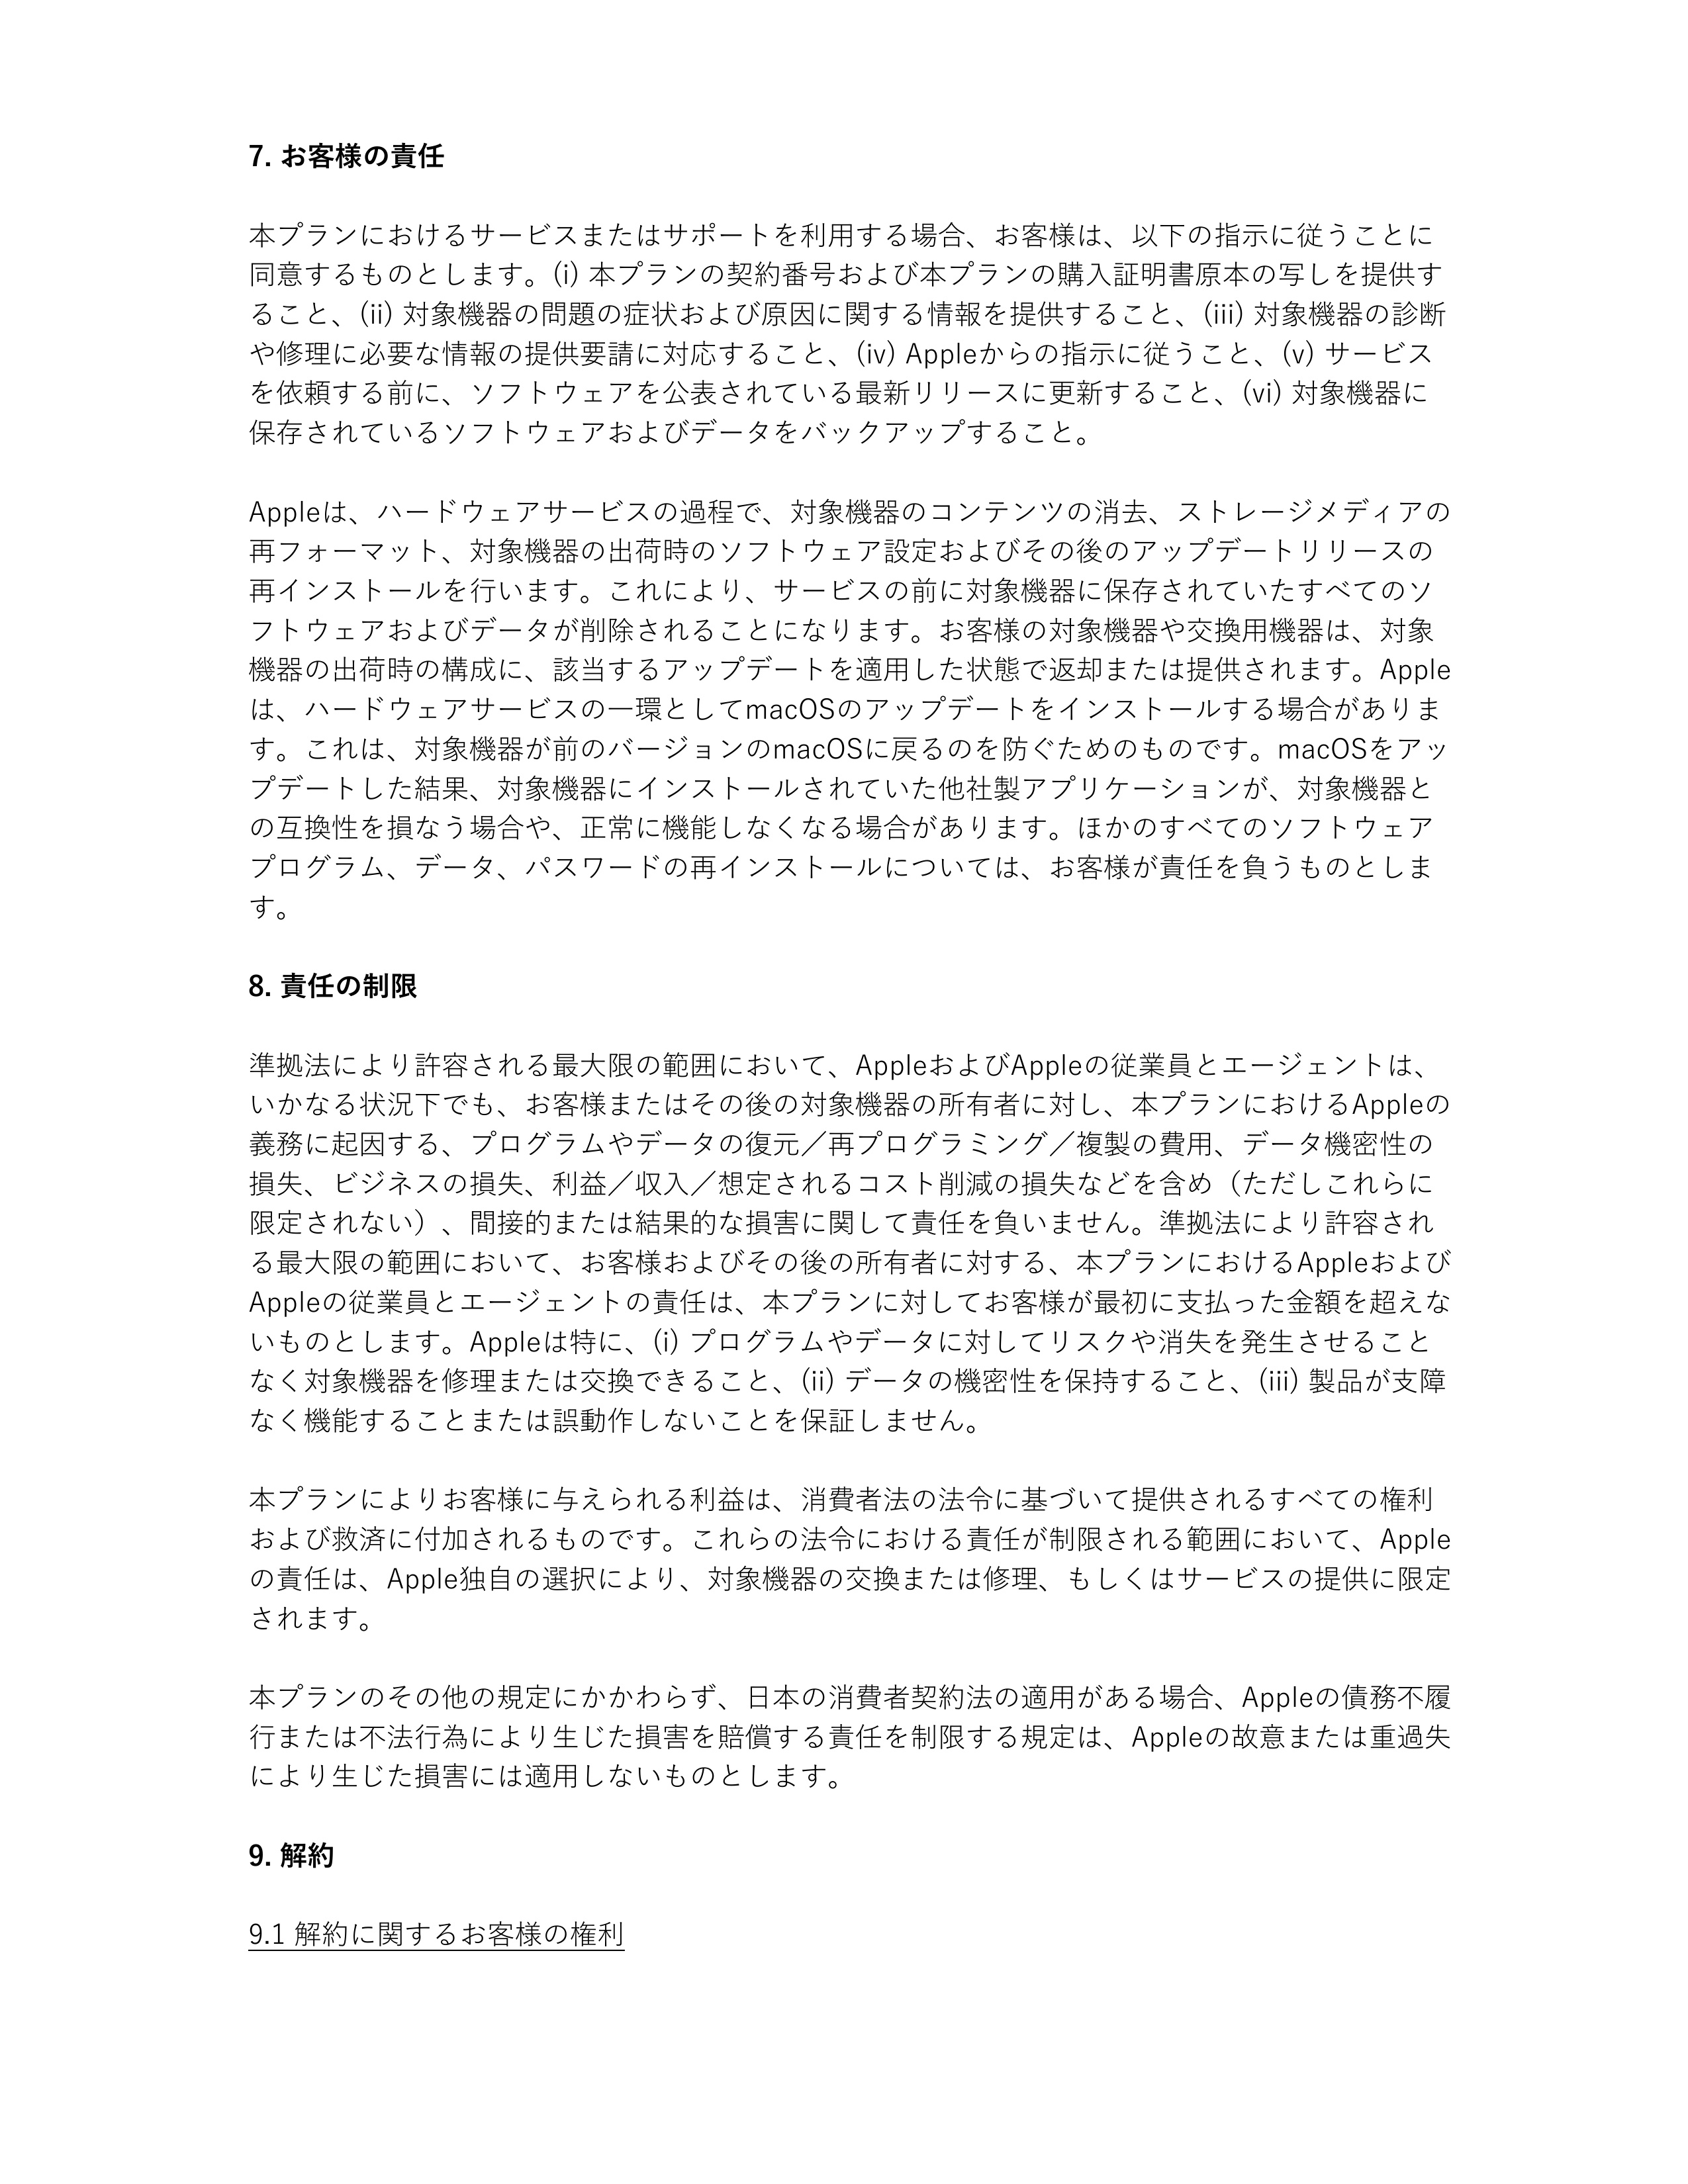 7. お客様の責任
本プランにおけるサービスまたはサポートを利用する場合、お客様は、以下の指示に従うことに
同意するものとします。(i) 本プランの契約番号および本プランの購入証明書原本の写しを提供す
ること、(ii) 対象機器の問題の症状および原因に関する情報を提供すること、(iii) 対象機器の診断
や修理に必要な情報の提供要請に対応すること、(iv) Appleからの指示に従うこと、(v) サービス
を依頼する前に、ソフトウェアを公表されている最新リリースに更新すること、(vi) 対象機器に
保存されているソフトウェアおよびデータをバックアップすること。
Appleは、ハードウェアサービスの過程で、対象機器のコンテンツの消去、ストレージメディアの
再フォーマット、対象機器の出荷時のソフトウェア設定およびその後のアップデートリリースの
再インストールを行います。これにより、サービスの前に対象機器に保存されていたすべてのソ
フトウェアおよびデータが削除されることになります。お客様の対象機器や交換用機器は、対象
機器の出荷時の構成に、該当するアップデートを適用した状態で返却または提供されます。Apple
は、ハードウェアサービスの一環としてmacOSのアップデートをインストールする場合がありま
す。これは、対象機器が前のバージョンのmacOSに戻るのを防ぐためのものです。macOSをアッ
プデートした結果、対象機器にインストールされていた他社製アプリケーションが、対象機器と
の互換性を損なう場合や、正常に機能しなくなる場合があります。ほかのすべてのソフトウェア
プログラム、データ、パスワードの再インストールについては、お客様が責任を負うものとしま
す。
8. 責任の制限
準拠法により許容される最大限の範囲において、AppleおよびAppleの従業員とエージェントは、
いかなる状況下でも、お客様またはその後の対象機器の所有者に対し、本プランにおけるAppleの
義務に起因する、プログラムやデータの復元／再プログラミング／複製の費用、データ機密性の
損失、ビジネスの損失、利益／収入／想定されるコスト削減の損失などを含め（ただしこれらに
限定されない）、間接的または結果的な損害に関して責任を負いません。準拠法により許容され
る最大限の範囲において、お客様およびその後の所有者に対する、本プランにおけるAppleおよび
Appleの従業員とエージェントの責任は、本プランに対してお客様が最初に支払った金額を超えな
いものとします。Appleは特に、(i) プログラムやデータに対してリスクや消失を発生させること
なく対象機器を修理または交換できること、(ii) データの機密性を保持すること、(iii) 製品が支障
なく機能することまたは誤動作しないことを保証しません。
本プランによりお客様に与えられる利益は、消費者法の法令に基づいて提供されるすべての権利
および救済に付加されるものです。これらの法令における責任が制限される範囲において、Apple
の責任は、Apple独自の選択により、対象機器の交換または修理、もしくはサービスの提供に限定
されます。
本プランのその他の規定にかかわらず、日本の消費者契約法の適用がある場合、Appleの債務不履
行または不法行為により生じた損害を賠償する責任を制限する規定は、Appleの故意または重過失
により生じた損害には適用しないものとします。
9. 解約
9.1 解約に関するお客様の権利